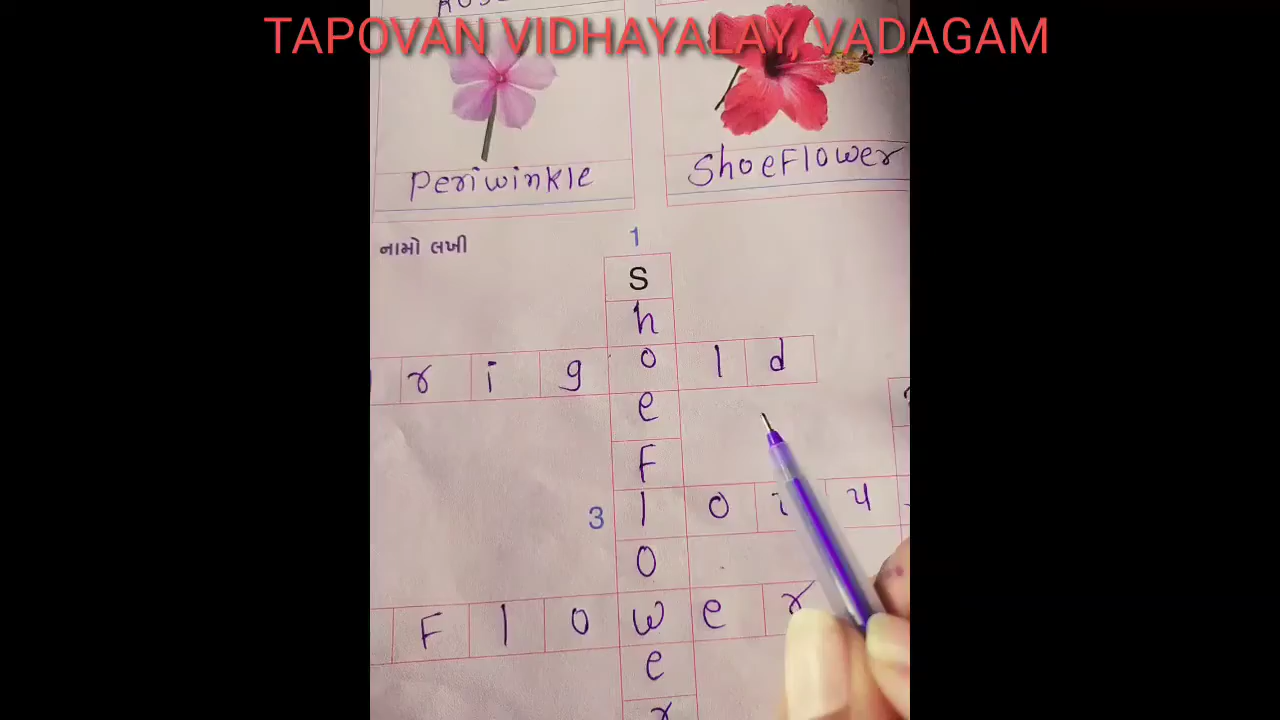 TAPOVAN VIDHAYALAY, VADAGAM
Periwinkle
ShoeFlower
નામો લખી
1
S
h
r i g o l d
e
F
3 l o
o
F l o w e r
e
r